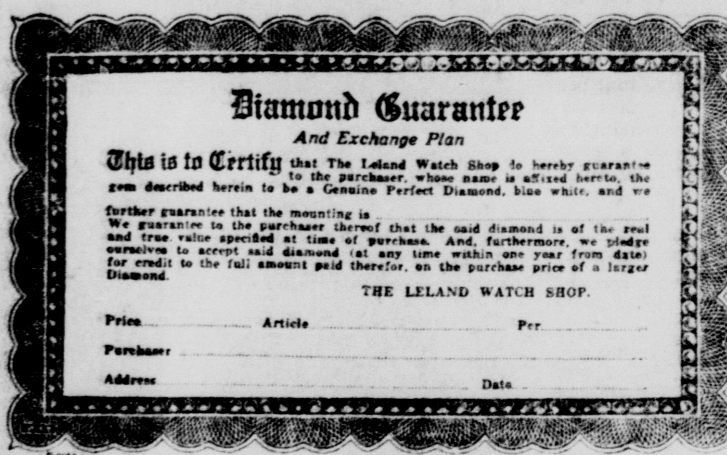 Diamond Guarantee
And Exchange Plan
This is to Certify that The Leland Watch Shop do hereby guarantee
to the purchaser, whose name is affixed hereto, the
gem described herein to be a Genuine Perfect Diamond, blue white, and we
further guarantee that the mounting is
We guarantee to the purchaser thereof that the said diamond is of the real
and true value specified at time of purchase. And, furthermore, we pledge
ourselves to accept said diamond (at any time within one year from date)
for credit to the full amount paid therefor, on the purchase price of a larger
Diamond.
THE LELAND WATCH SHOP.
Price Article Per
Purchaser
Address Date